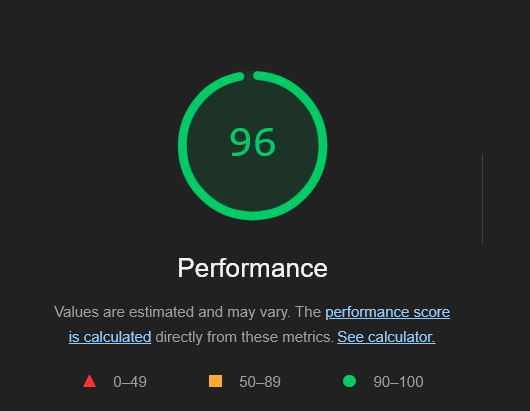 96
Performance
Values are estimated and may vary. The performance score
is calculated directly from these metrics. See calculator.
0–49 50–89 90–100